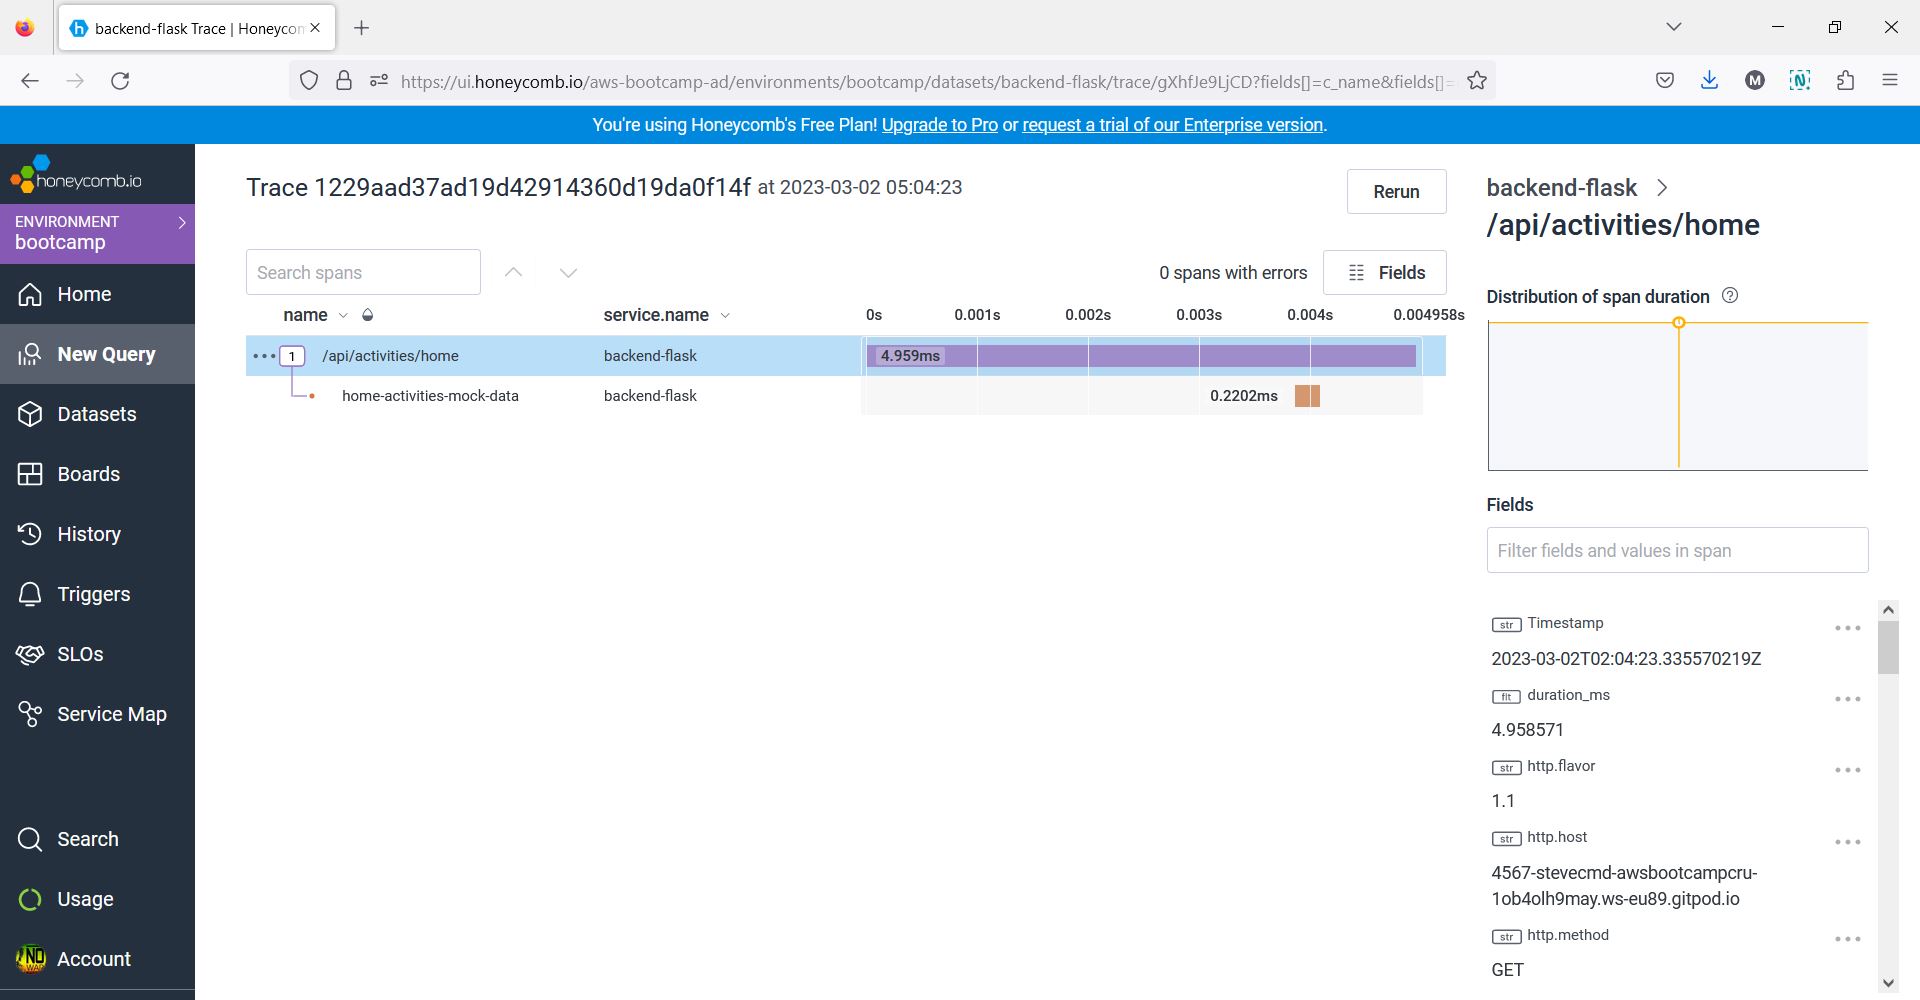 backend-flask Trace | Honeycom
https://ui.honeycomb.io/aws-bootcamp-ad/environments/bootcamp/datasets/backend-flask/trace/gXhfJe9LjCD?fields[]=c_name&fields[]=
M
N
You're using Honeycomb's Free Plan! Upgrade to Pro or request a trial of our Enterprise version.
honeycomb.io
ENVIRONMENT
bootcamp
Home
New Query
Datasets
Boards
History
Triggers
SLOs
Service Map
Search
Usage
Account
Trace 1229aad37ad19d42914360d19da0f14f at 2023-03-02 05:04:23
Rerun
Search spans
0 spans with errors
Fields
name service.name 0s 0.001s 0.002s 0.003s 0.004s 0.004958s
1 /api/activities/home backend-flask 4.959ms
home-activities-mock-data backend-flask 0.2202ms
backend-flask
/api/activities/home
Distribution of span duration
Fields
Filter fields and values in span
str Timestamp
2023-03-02T02:04:23.335570219Z
flt duration_ms
4.958571
str http.flavor
1.1
str http.host
4567-stevecmd-awsbootcampcru-
1ob4olh9may.ws-eu89.gitpod.io
str http.method
GET